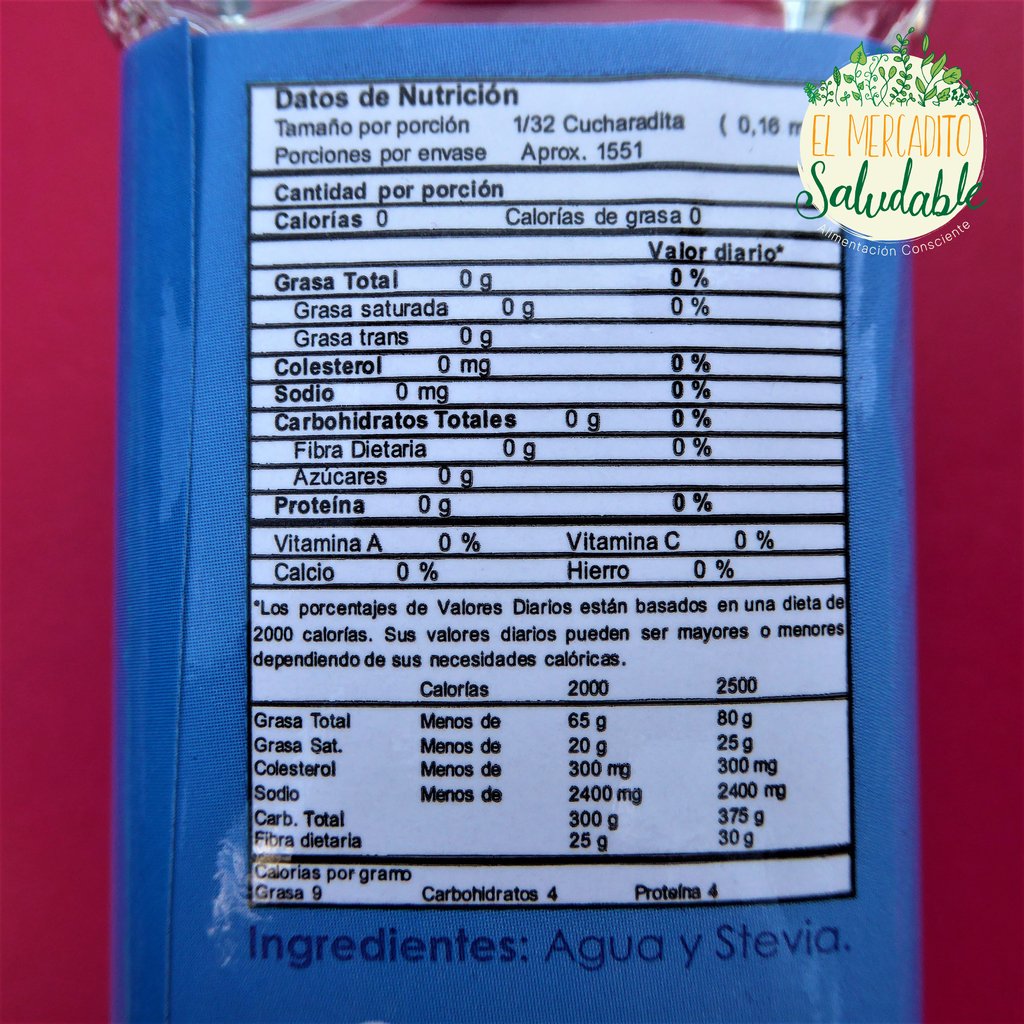 Datos de Nutrición
Tamaño por porción 1/32 Cucharadita ( 0,16
Porciones por envase Aprox. 1551
EL MERCADITO
Saludable
Alimentación Consciente
Cantidad por porción
Calorías 0 Calorías de grasa 0
Valor diario*
Grasa Total 0 g 0 %
Grasa saturada 0 g 0 %
Grasa trans 0 g
Colesterol 0 mg 0 %
Sodio 0 mg 0 %
Carbohidratos Totales 0 g 0 %
Fibra Dietaria 0 g 0 %
Azúcares 0 g
Proteína 0 g 0 %
Vitamina A 0 % Vitamina C 0 %
Calcio 0 % Hierro 0 %
*Los porcentajes de Valores Diarios están basados en una dieta de
2000 calorías. Sus valores diarios pueden ser mayores o menores
dependiendo de sus necesidades calóricas.
Calorías 2000 2500
Grasa Total Menos de 65 g 80 g
Grasa Sat. Menos de 20 g 25 g
Colesterol Menos de 300 mg 300 mg
Sodio Menos de 2400 mg 2400 mg
Carb. Total 300 g 375 g
Fibra dietaria 25 g 30 g
Calorias por gramo
Grasa 9 Carbohidratos 4 Proteína 4
Ingredientes: Agua y Stevia.